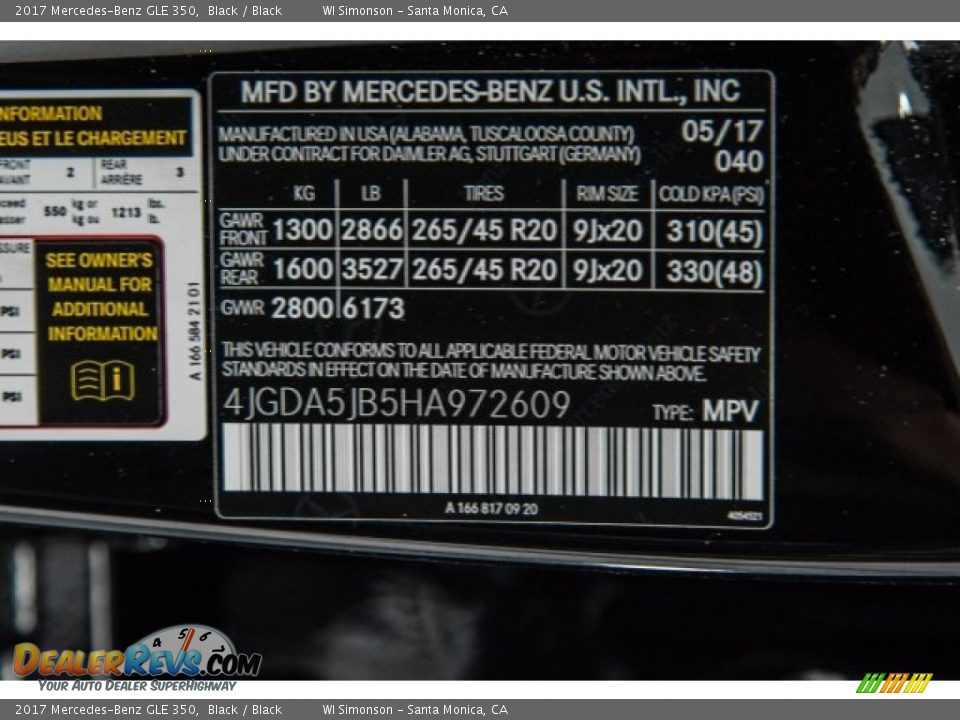 2017 Mercedes-Benz GLE 350, Black / Black WI Simonson - Santa Monica, CA
NFORMATION
EUS ET LE CHARGEMENT
FRONT
AVANT 2 REAR
ARRIÈRE 3
550 kg or
kg ou 1213 lbs.
lb.
PSI
PSI
PSI
SEE OWNER'S
MANUAL FOR
ADDITIONAL
INFORMATION
i
A 166 584 21 01
MFD BY MERCEDES-BENZ U.S. INTL., INC
MANUFACTURED IN USA (ALABAMA, TUSCALOOSA COUNTY) 05/17
UNDER CONTRACT FOR DAIMLER AG, STUTTGART (GERMANY) 040
KG LB TIRES RIM SIZE COLD KPA(PSI)
GAWR
FRONT 1300 2866 265/45 R20 9Jx20 310(45)
GAWR
REAR 1600 3527 265/45 R20 9Jx20 330(48)
GVWR 2800 6173
THIS VEHICLE CONFORMS TO ALL APPLICABLE FEDERAL MOTOR VEHICLE SAFETY
STANDARDS IN EFFECT ON THE DATE OF MANUFACTURE SHOWN ABOVE.
4JGDA5JB5HA972609 TYPE: MPV
A 166 817 09 20
4 5 6
DealerRevs.com
Your Auto Dealer SuperHighway
2017 Mercedes-Benz GLE 350, Black / Black WI Simonson - Santa Monica, CA